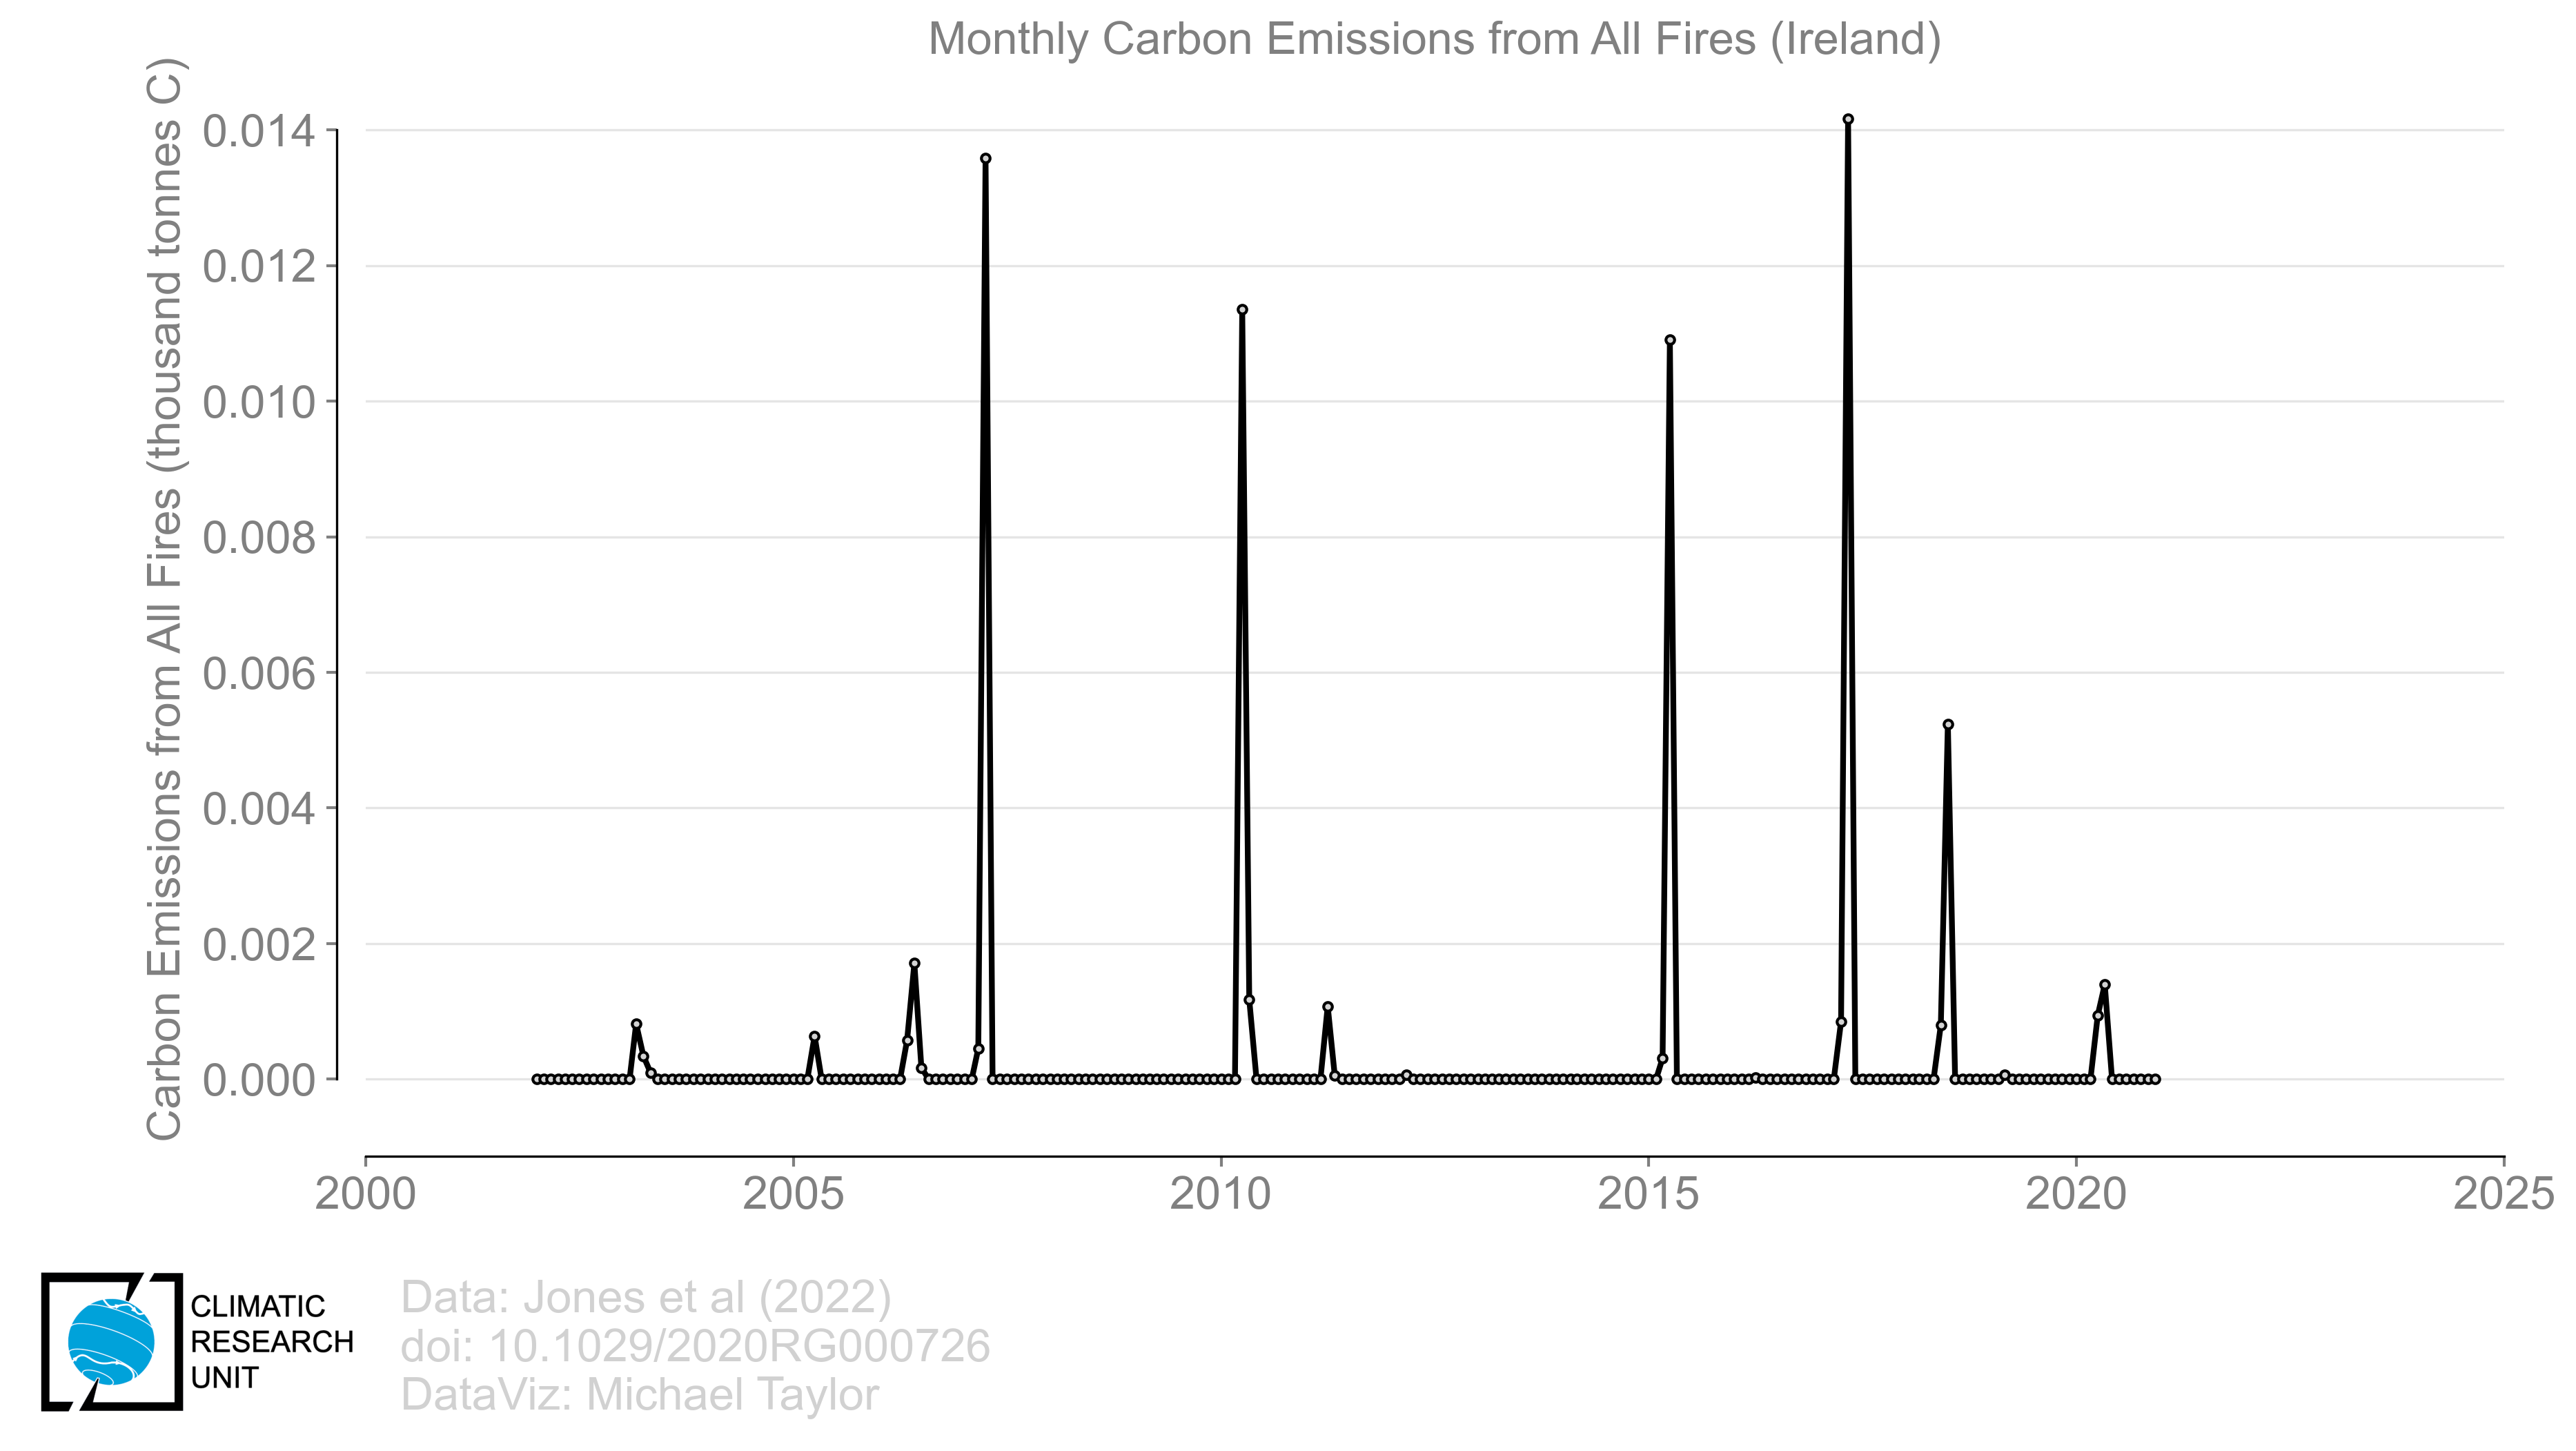 Monthly Carbon Emissions from All Fires (Ireland)
Carbon Emissions from All Fires (thousand tonnes C)
0.014
0.012
0.010
0.008
0.006
0.004
0.002
0.000
2000 2005 2010 2015 2020 2025
CLIMATIC
RESEARCH
UNIT
Data: Jones et al (2022)
doi: 10.1029/2020RG000726
DataViz: Michael Taylor